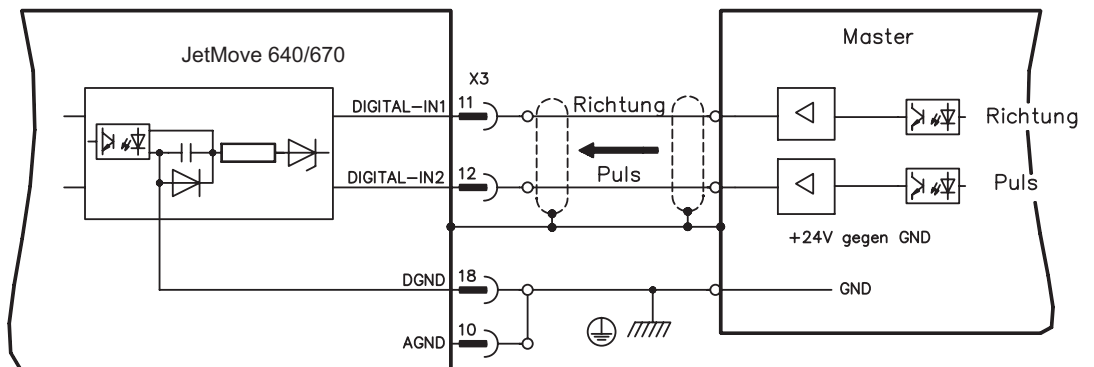 JetMove 640/670
Master
X3
DIGITAL-IN1 11 Richtung
Richtung
DIGITAL-IN2 12 Puls
Puls
+24V gegen GND
DGND 18
GND
AGND 10